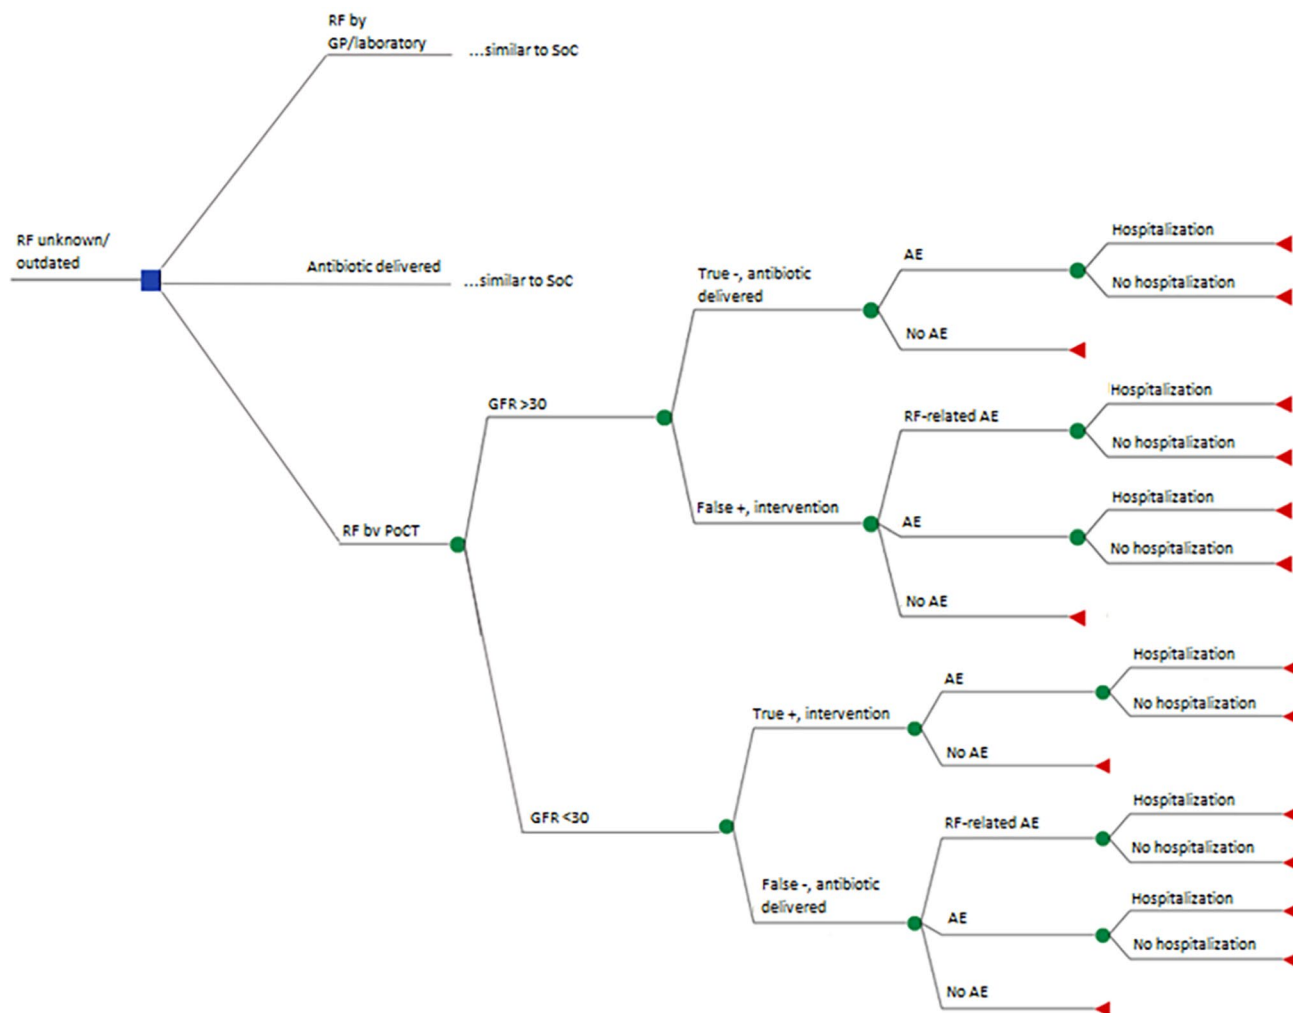 RF by
GP/laboratory
...similar to SoC
RF unknown/
outdated
Antibiotic delivered
...similar to SoC
RF bv PoCT
GFR >30
True -, antibiotic
delivered
AE
Hospitalization
No hospitalization
No AE
False +, intervention
RF-related AE
Hospitalization
No hospitalization
AE
Hospitalization
No hospitalization
No AE
GFR <30
True +, intervention
AE
Hospitalization
No hospitalization
No AE
False -, antibiotic
delivered
RF-related AE
Hospitalization
No hospitalization
AE
Hospitalization
No hospitalization
No AE